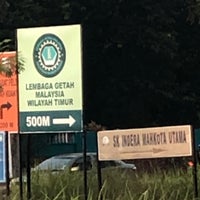 LEMBAGA GETAH
MALAYSIA
WILAYAH TIMUR
500M
SK INDERA MAHKOTA UTAMA